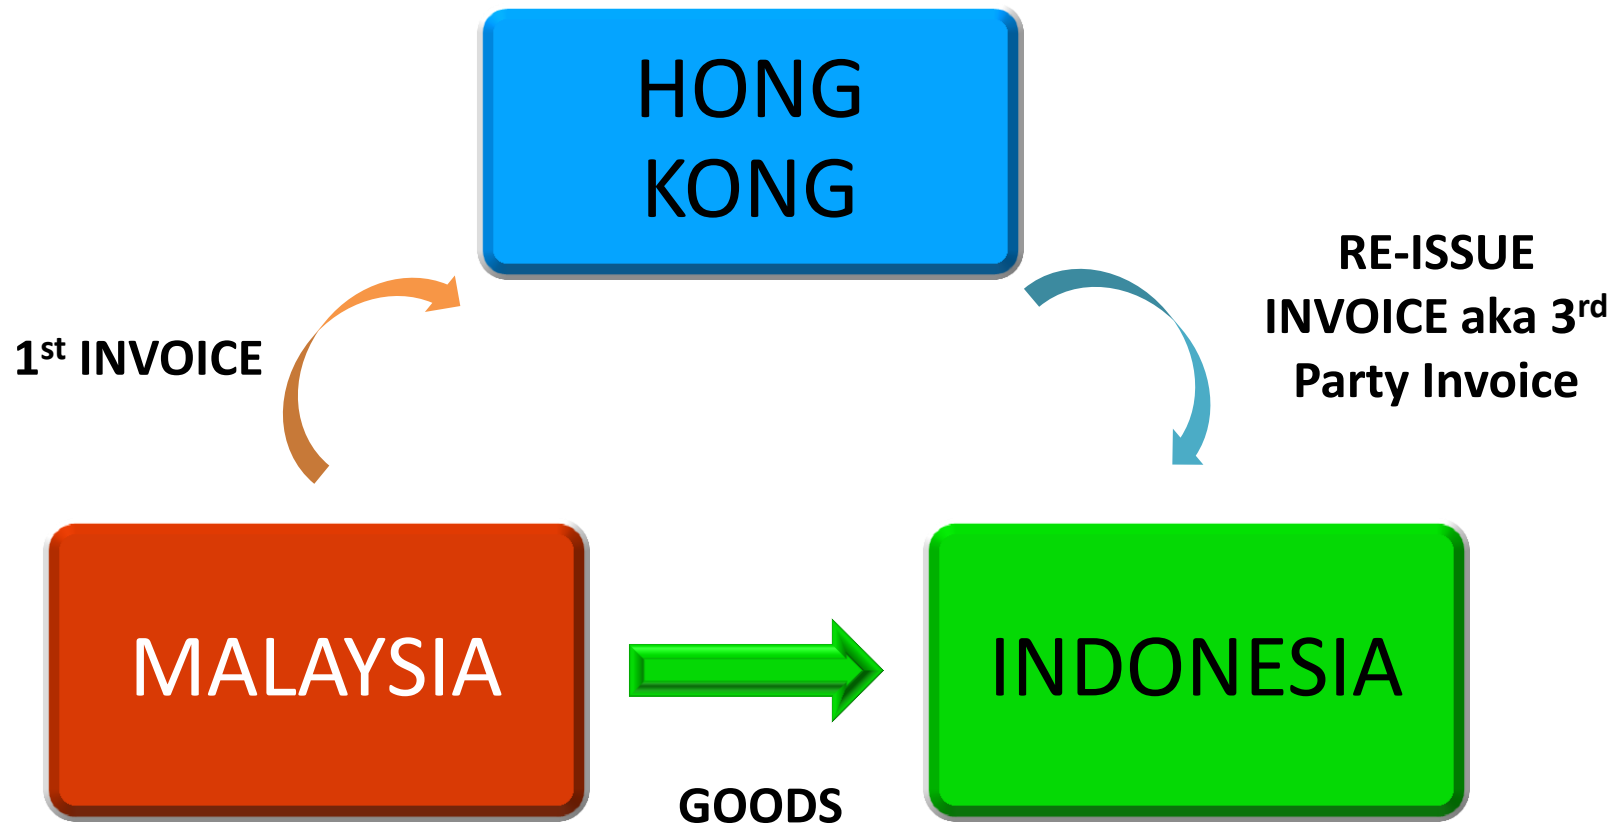 HONG
KONG
1st INVOICE
RE-ISSUE
INVOICE aka 3rd
Party Invoice
MALAYSIA
INDONESIA
GOODS